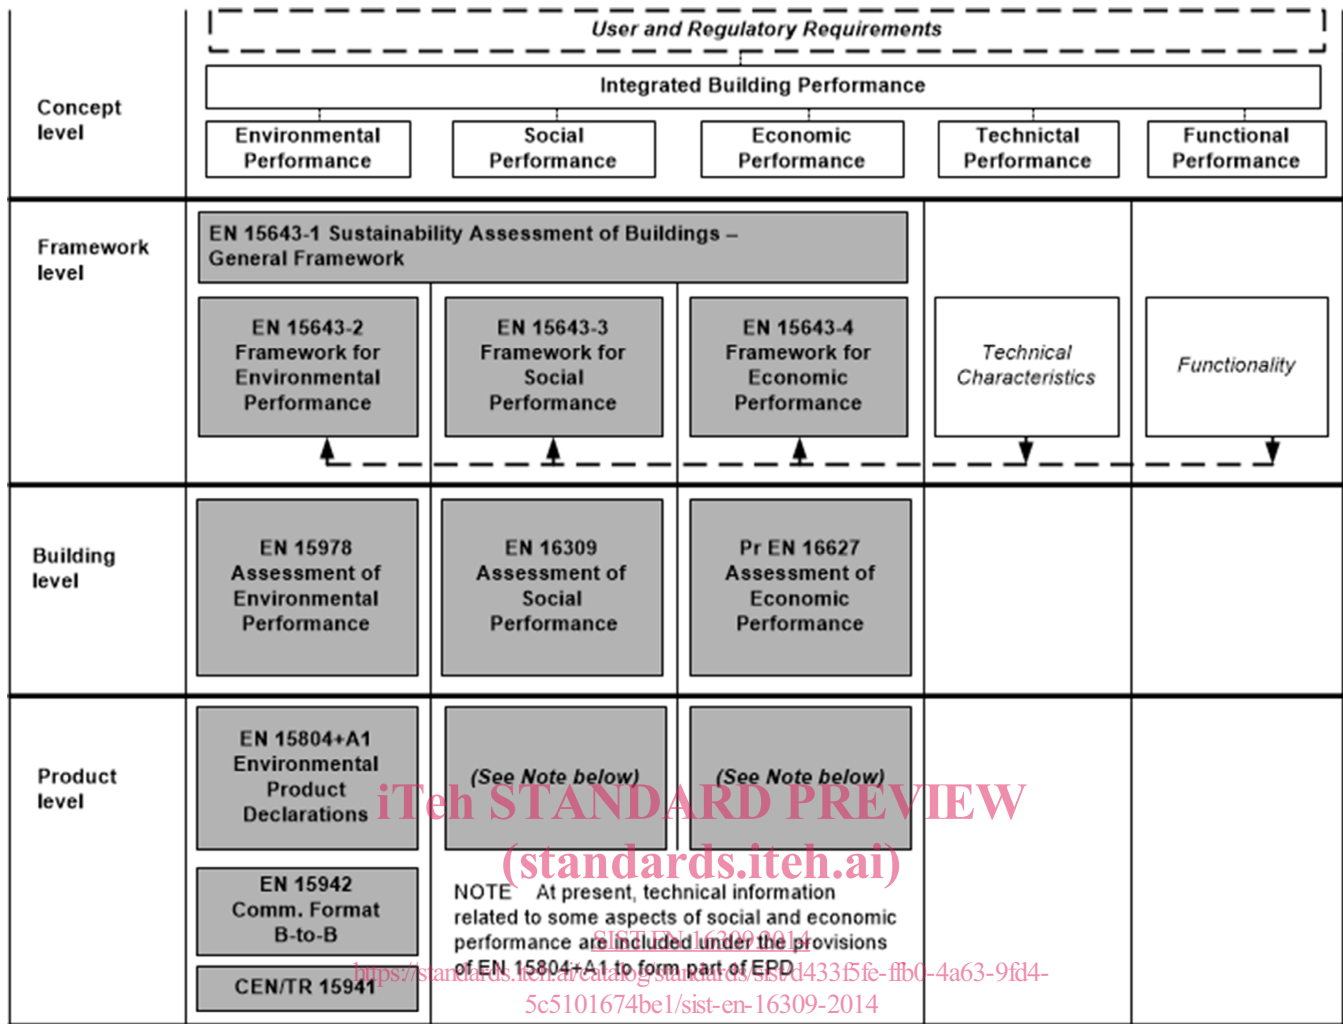 User and Regulatory Requirements
Integrated Building Performance
Concept
level
Environmental
Performance
Social
Performance
Economic
Performance
Technictal
Performance
Functional
Performance
Framework
level
EN 15643-1 Sustainability Assessment of Buildings –
General Framework
EN 15643-2
Framework for
Environmental
Performance
EN 15643-3
Framework for
Social
Performance
EN 15643-4
Framework for
Economic
Performance
Technical
Characteristics
Functionality
Building
level
EN 15978
Assessment of
Environmental
Performance
EN 16309
Assessment of
Social
Performance
Pr EN 16627
Assessment of
Economic
Performance
Product
level
EN 15804+A1
Environmental
Product
Declarations
(See Note below)
(See Note below)
iTeh STANDARD PREVIEW
(standards.iteh.ai)
EN 15942
Comm. Format
B-to-B
CEN/TR 15941
NOTE At present, technical information
related to some aspects of social and economic
performance are included under the provisions
of EN 15804+A1 to form part of EPD
SIST EN 16309:2014
https://standards.iteh.ai/catalog/standards/sist/d433f5fe-ffb0-4a63-9fd4-
5c5101674be1/sist-en-16309-2014